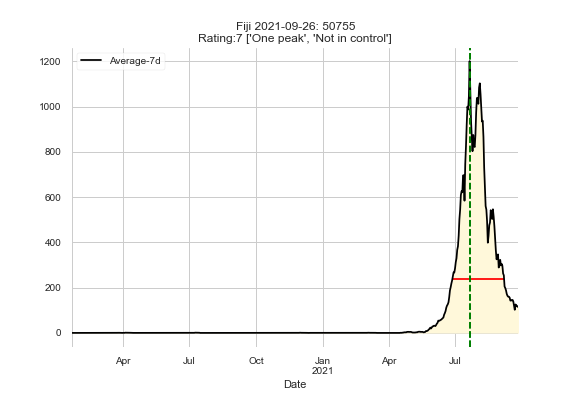 Fiji 2021-09-26: 50755
Rating:7 ['One peak', 'Not in control']
Average-7d
1200
1000
800
600
400
200
0
Apr
Jul
Oct
Jan
2021
Apr
Jul
Date